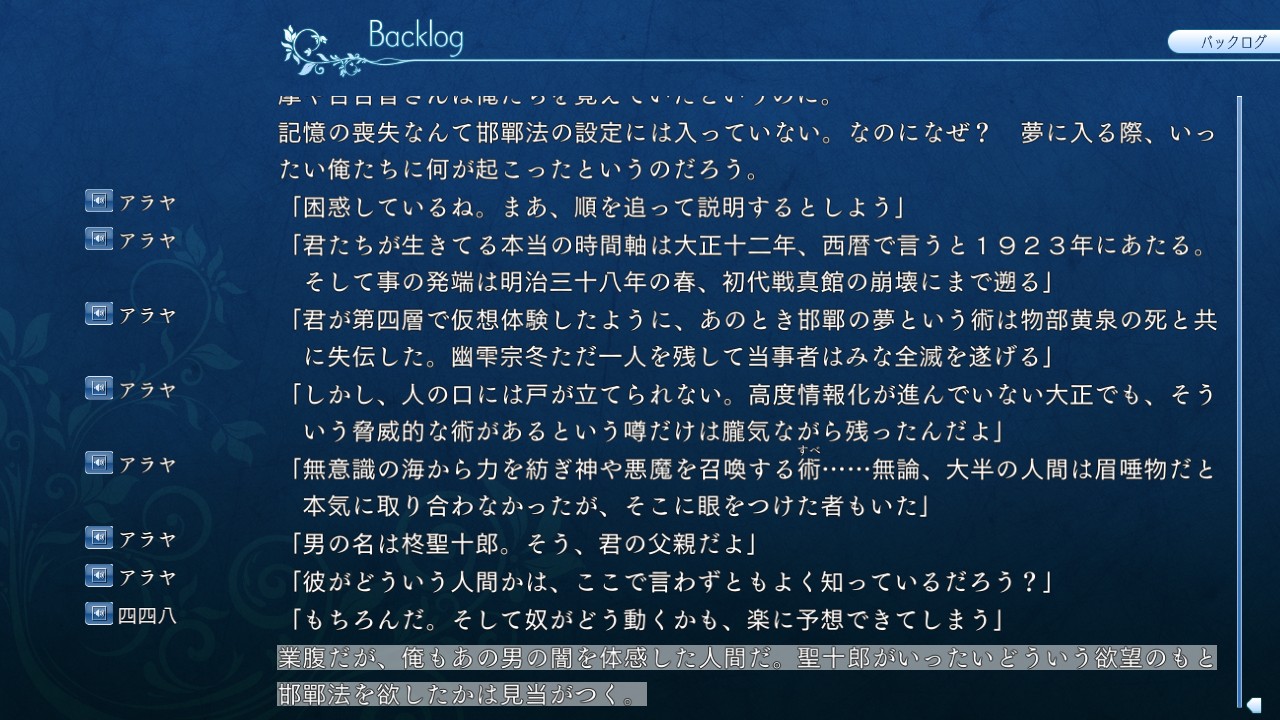 Backlog
バックログ
摩や百合香さんは俺たちを覚えていたというのに。
記憶の喪失なんて邯鄲法の設定には入っていない。なのになぜ？　夢に入る際、いっ
たい俺たちに何が起こったというのだろう。
アラヤ 「困惑しているね。まあ、順を追って説明するとしよう」
アラヤ 「君たちが生きてる本当の時間軸は大正十二年、西暦で言うと１９２３年にあたる。
そして事の発端は明治三十八年の春、初代戦真館の崩壊にまで遡る」
アラヤ 「君が第四層で仮想体験したように、あのとき邯鄲の夢という術は物部黄泉の死と共
に失伝した。幽雫宗冬ただ一人を残して当事者はみな全滅を遂げる」
アラヤ 「しかし、人の口には戸が立てられない。高度情報化が進んでいない大正でも、そう
いう脅威的な術があるという噂だけは朧気ながら残ったんだよ」
すべ
アラヤ 「無意識の海から力を紡ぎ神や悪魔を召喚する術……無論、大半の人間は眉唾物だと
本気に取り合わなかったが、そこに眼をつけた者もいた」
アラヤ 「男の名は柊聖十郎。そう、君の父親だよ」
アラヤ 「彼がどういう人間かは、ここで言わずともよく知っているだろう？」
四四八 「もちろんだ。そして奴がどう動くかも、楽に予想できてしまう」
業腹だが、俺もあの男の闇を体感した人間だ。聖十郎がいったいどういう欲望のもと
邯鄲法を欲したかは見当がつく。